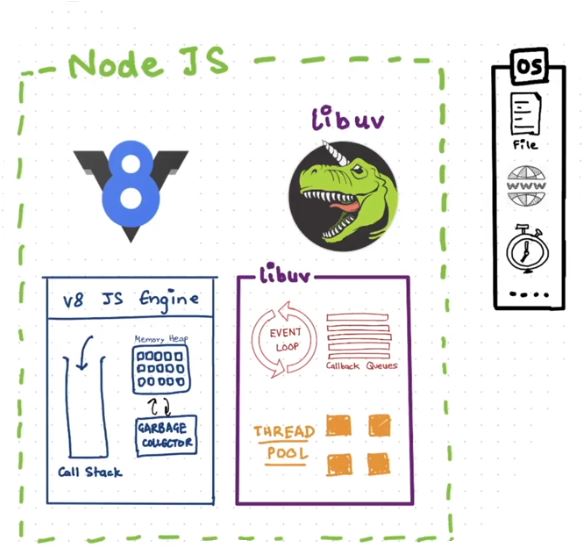 Node JS
OS
File
www
8
libuv
V8 JS Engine
Memory Heap
GARBAGE
COLLECTOR
Call Stack
libuv
EVENT
LOOP
Callback Queues
THREAD
POOL